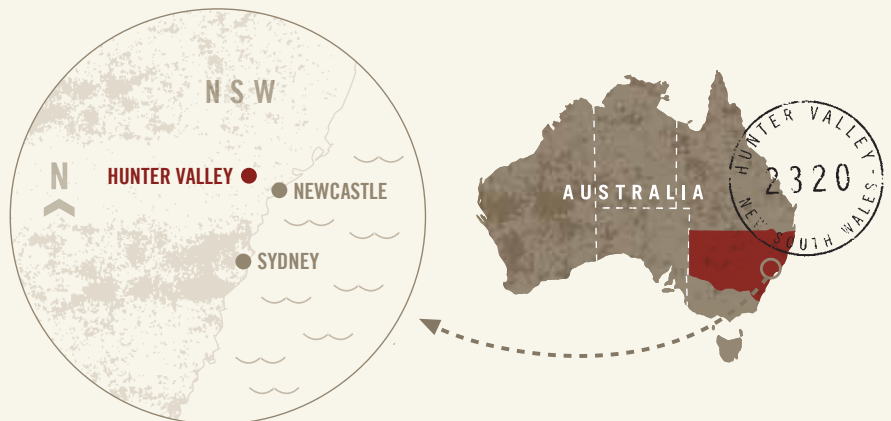 NSW
N
HUNTER VALLEY
NEWCASTLE
SYDNEY
AUSTRALIA
HUNTER VALLEY -
2320
NEW SOUTH WALES -